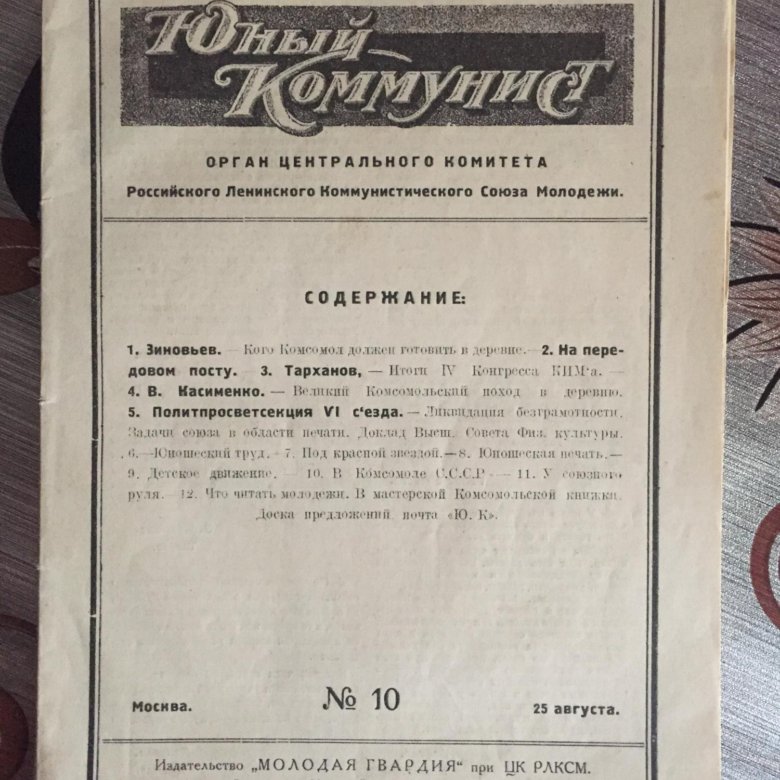 Юный
Коммунист
ОРГАН ЦЕНТРАЛЬНОГО КОМИТЕТА
Российского Ленинского Коммунистического Союза Молодежи.
СОДЕРЖАНИЕ:
1. Зиновьев. — Кого Комсомол должен готовить в деревне. — 2. На пере-
довом посту. — 3. Тарханов, — Итоги IV Конгресса КИМ'а. —
4. В. Касименко. — Великий Комсомольский поход в деревню.
5. Политпросветсекция VI с'езда. — Ликвидация безграмотности.
Задачи союза в области печати. Доклад Высш. Совета Физ. культуры.
6. —Юношеский труд. - 7. Под красной звездой. — 8. Юношеская печать. —
9. Детское движение. — 10. В Комсомоле С.С.С.Р — 11. У союзного
руля. — 12. Что читать молодежи. В мастерской Комсомольской книжки.
Доска предложений почта «Ю. К».
Москва. № 10 25 августа.
Издательство „МОЛОДАЯ ГВАРДИЯ" при ЦК РЛКСМ.